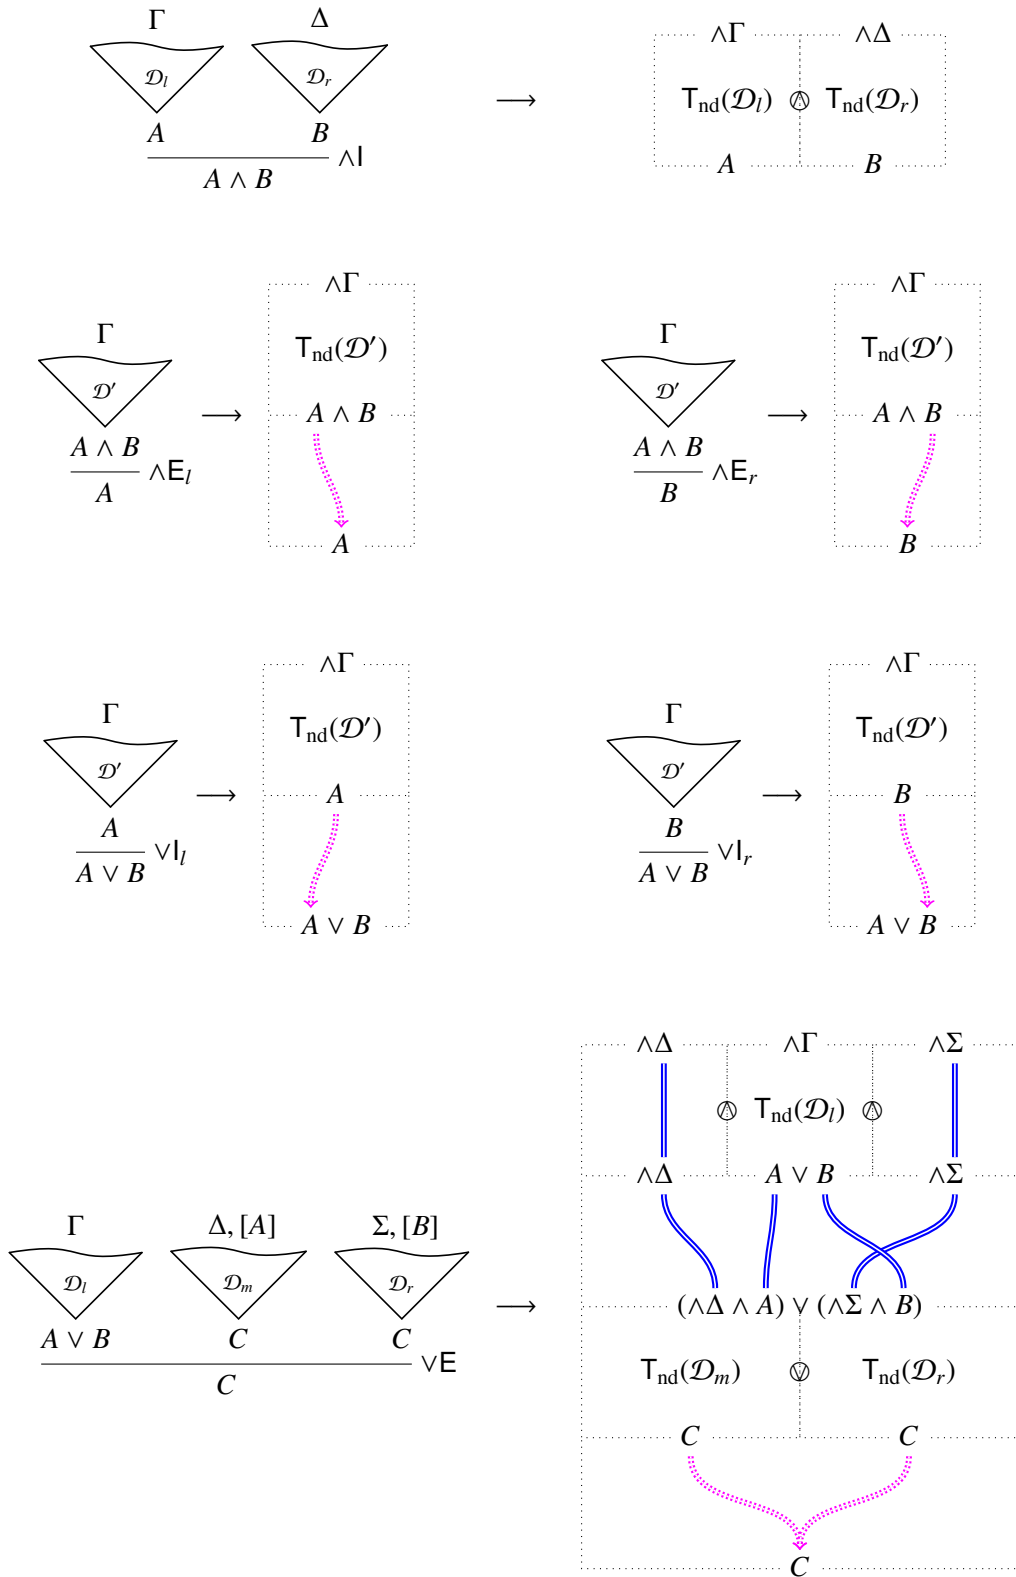 Γ Δ ∧Γ ∧Δ
𝒟l 𝒟r ⟶ Tnd(𝒟l) ⊘∧ Tnd(𝒟r)
A B A B
∧I
A ∧ B
∧Γ ∧Γ
Γ Tnd(𝒟′) Γ Tnd(𝒟′)
𝒟′ ⟶ A ∧ B 𝒟′ ⟶ A ∧ B
A ∧ B A ∧ B
∧El ∧Er
A B
A B
∧Γ ∧Γ
Γ Tnd(𝒟′) Γ Tnd(𝒟′)
𝒟′ ⟶ A 𝒟′ ⟶ B
A B
∨Il ∨Ir
A ∨ B A ∨ B
A ∨ B A ∨ B
∧Δ ∧Γ ∧Σ
∧ Tnd(𝒟l) ∧
∧Δ A ∨ B ∧Σ
Γ Δ, [A] Σ, [B]
𝒟l 𝒟m 𝒟r ⟶ (∧Δ ∧ A) ∨ (∧Σ ∧ B)
A ∨ B C C
∨E
C
Tnd(𝒟m) ∨ Tnd(𝒟r)
C C
C